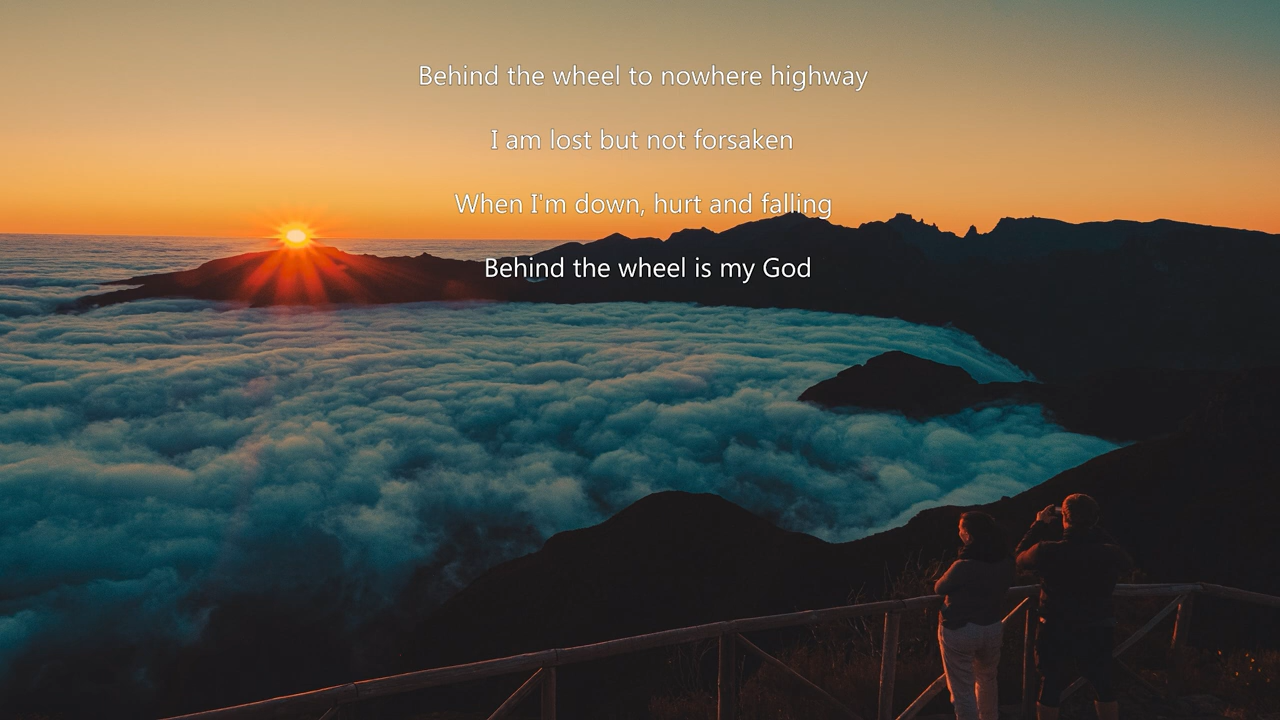 Behind the wheel to nowhere highway
I am lost but not forsaken
When I'm down, hurt and falling
Behind the wheel is my God